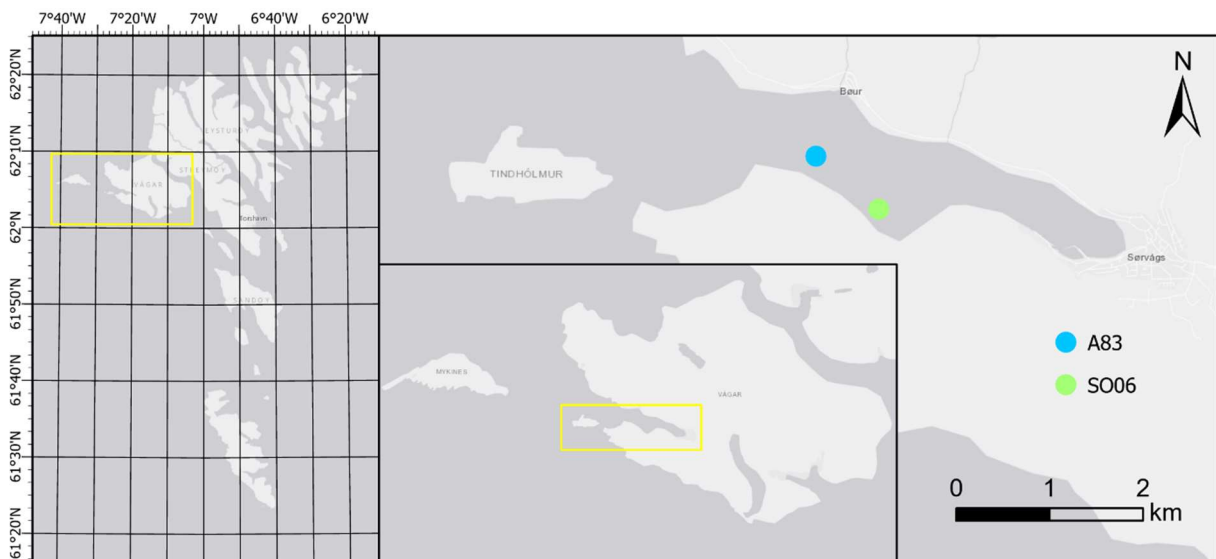 7°40'W 7°20'W 7°W 6°40'W 6°20'W
62°20'N
62°10'N
62°N
61°50'N
61°40'N
61°30'N
61°20'N
EYSTUROY
STREYMOY
VÁGAR
Tórshavn
SANDOY
Bøur
TINDHÓLMUR
Sørvágs
N
A83
SO06
0 1 2
km
MYKINES
VÁGAR